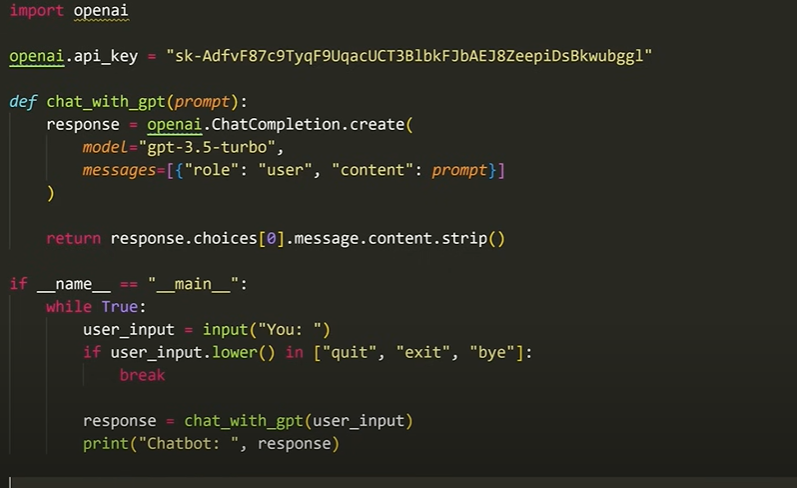 import openai
openai.api_key = "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"
def chat_with_gpt(prompt):
    response = openai.ChatCompletion.create(
        model="gpt-3.5-turbo",
        messages=[{"role": "user", "content": prompt}]
    )
    return response.choices[0].message.content.strip()
if __name__ == "__main__":
    while True:
        user_input = input("You: ")
        if user_input.lower() in ["quit", "exit", "bye"]:
            break
        response = chat_with_gpt(user_input)
        print("Chatbot: ", response)